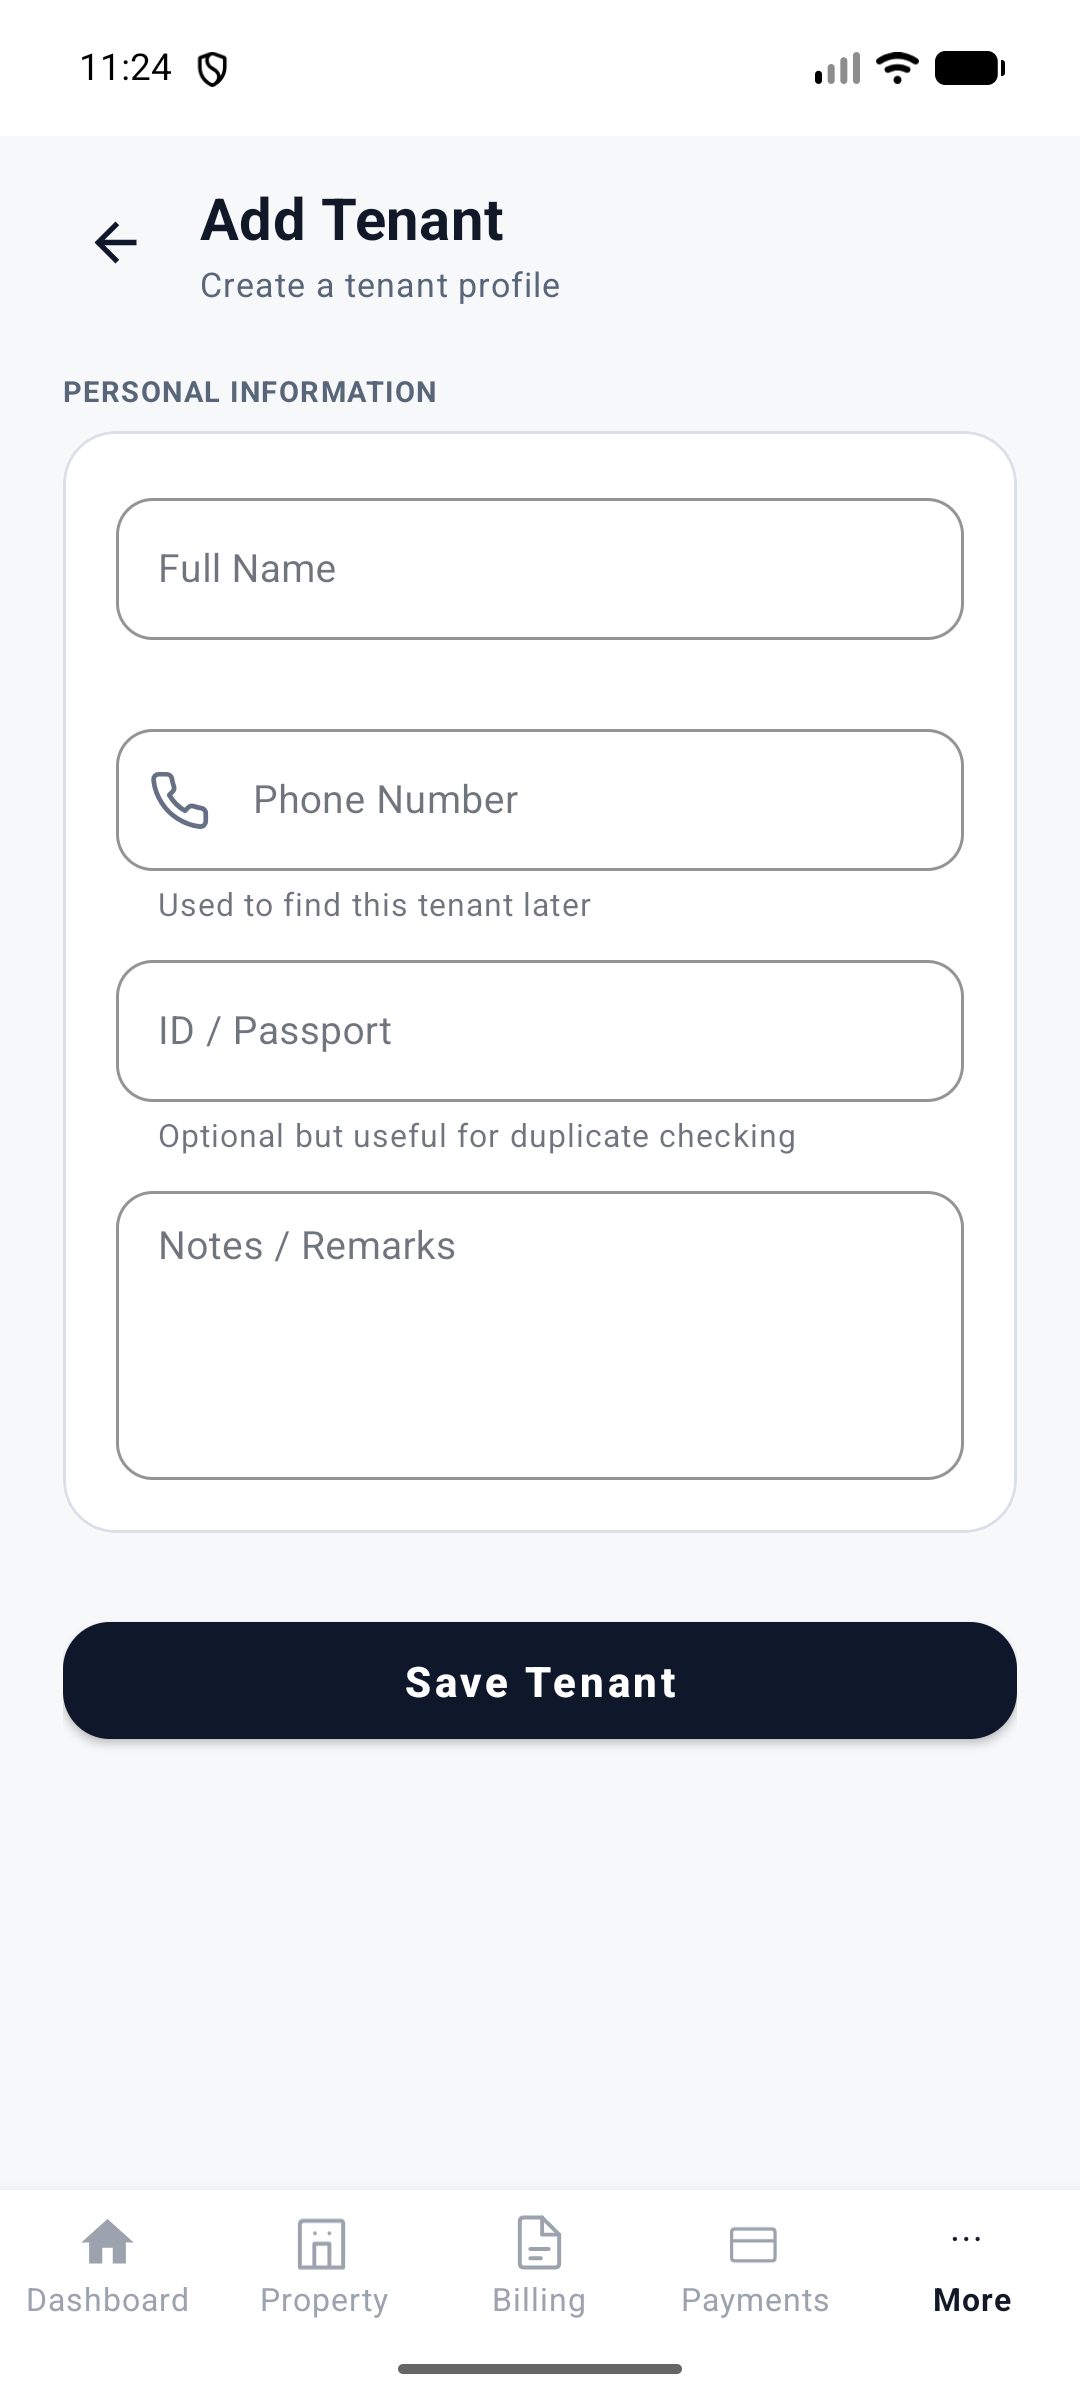 11:24
Add Tenant
Create a tenant profile
PERSONAL INFORMATION
Full Name
Phone Number
Used to find this tenant later
ID / Passport
Optional but useful for duplicate checking
Notes / Remarks
Save Tenant
Dashboard
Property
Billing
Payments
More